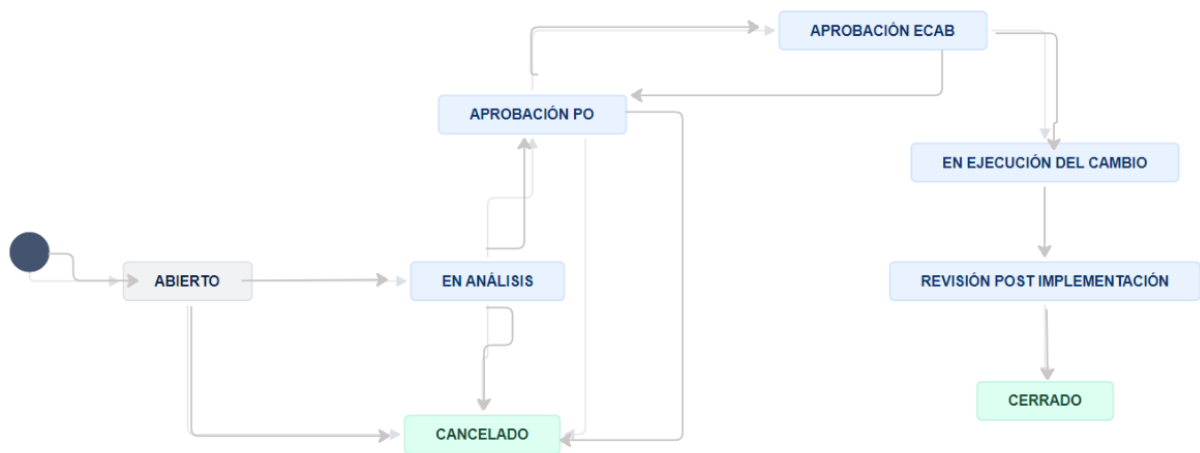 APROBACIÓN ECAB
APROBACIÓN PO
EN EJECUCIÓN DEL CAMBIO
ABIERTO
EN ANÁLISIS
REVISIÓN POST IMPLEMENTACIÓN
CANCELADO
CERRADO